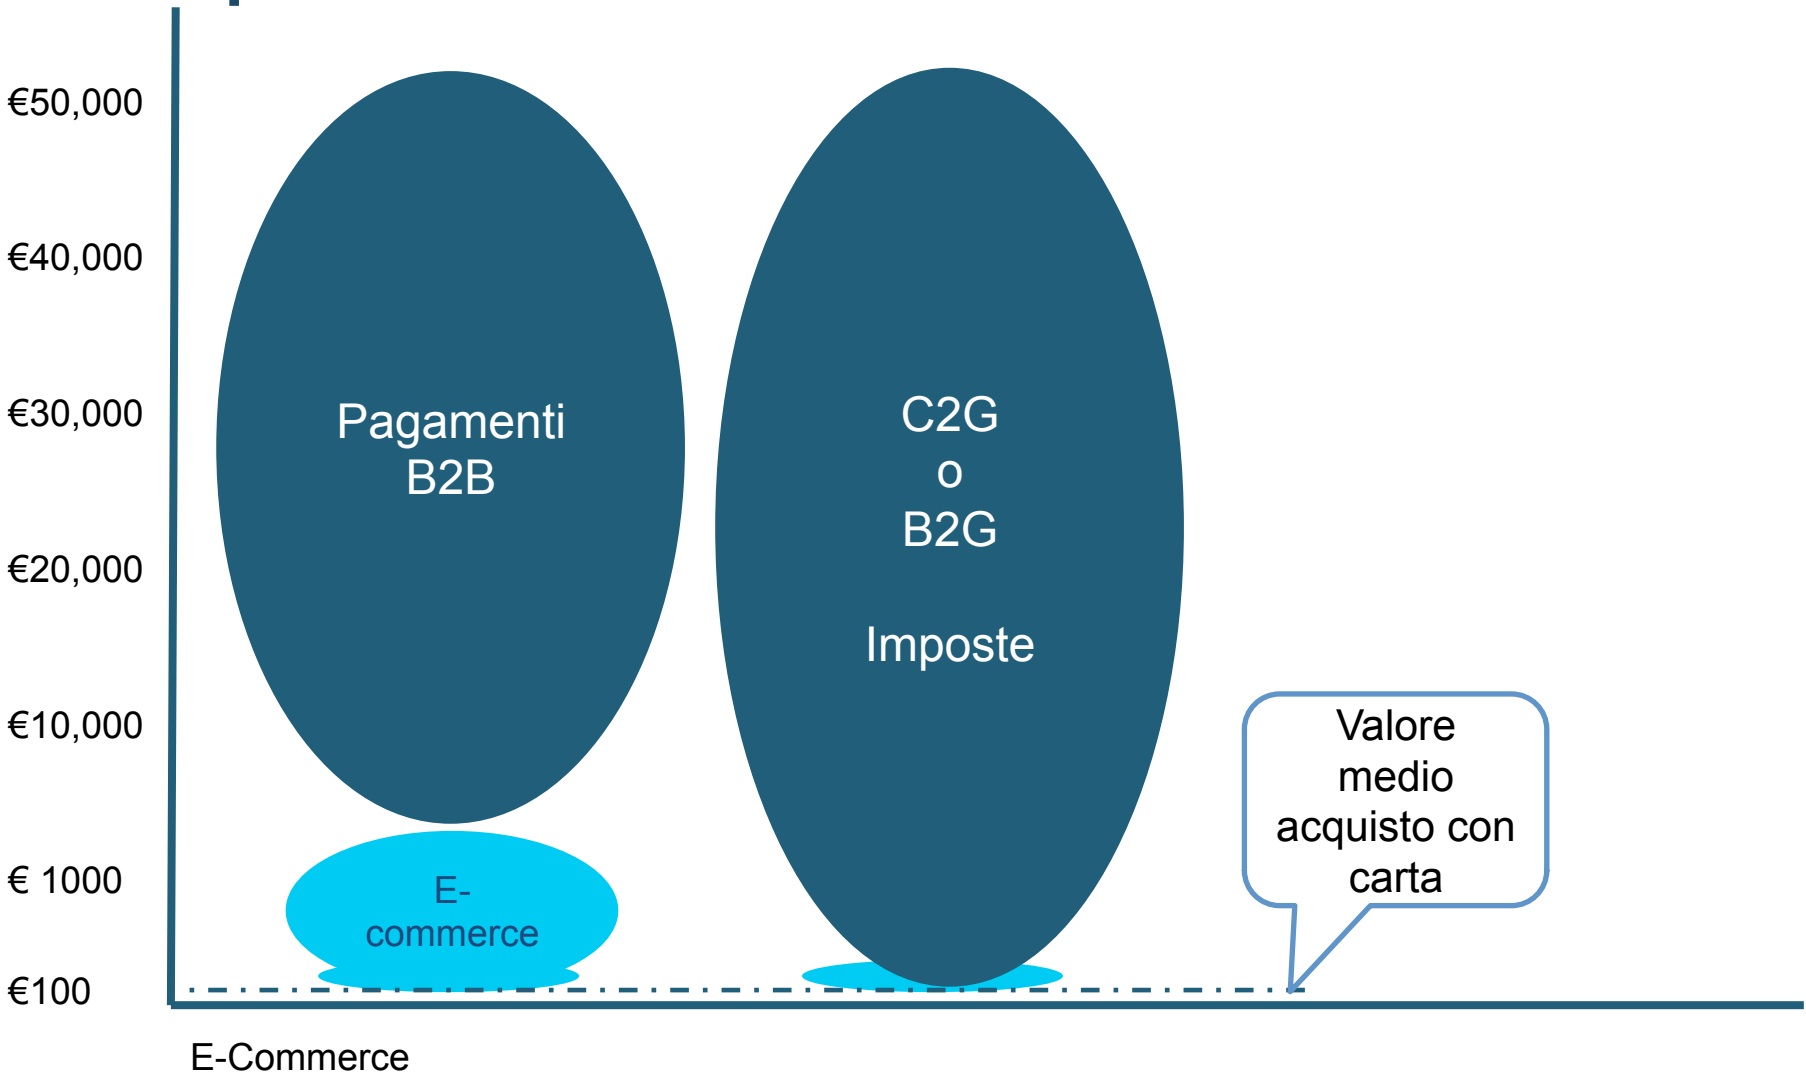 €50,000
€40,000
€30,000
€20,000
€10,000
€ 1000
€100
Pagamenti
B2B
E-
commerce
C2G
o
B2G
Imposte
Valore
medio
acquisto con
carta
E-Commerce